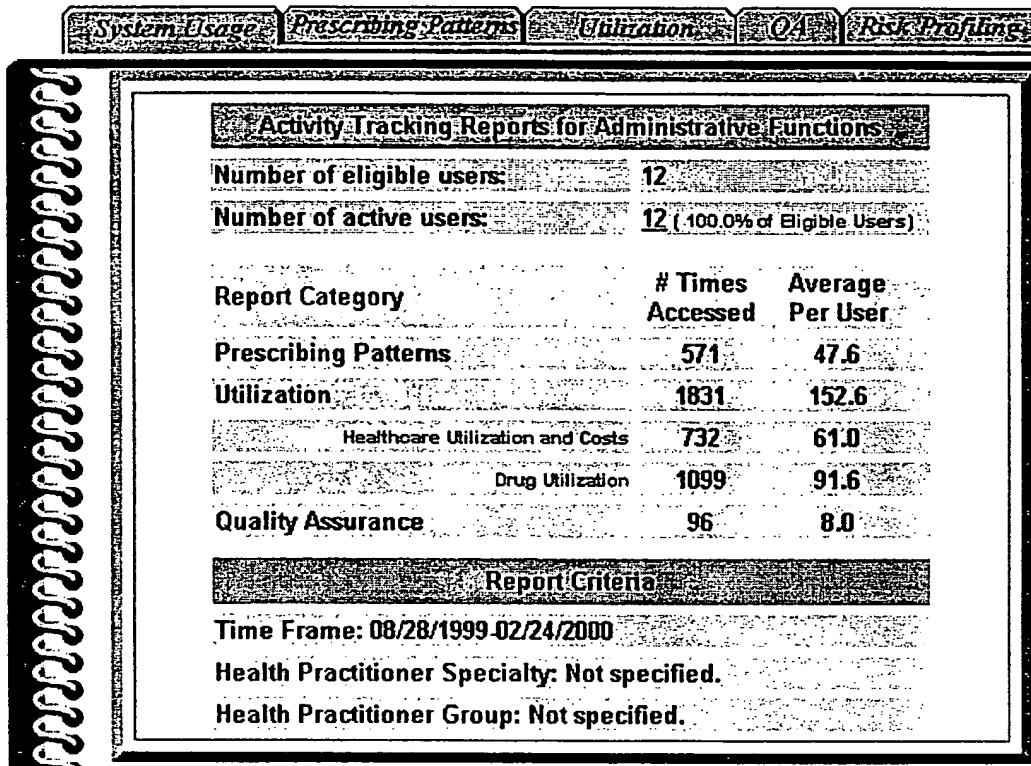 System Usage Prescribing Patterns Utilization QA Risk Profiling
Activity Tracking Reports for Administrative Functions
Number of eligible users: 12
Number of active users: 12 ( 100.0% of Eligible Users)
Report Category # Times Accessed Average Per User
Prescribing Patterns 571 47.6
Utilization 1831 152.6
Healthcare Utilization and Costs 732 61.0
Drug Utilization 1099 91.6
Quality Assurance 96 8.0
Report Criteria
Time Frame: 08/28/1999-02/24/2000
Health Practitioner Specialty: Not specified.
Health Practitioner Group: Not specified.